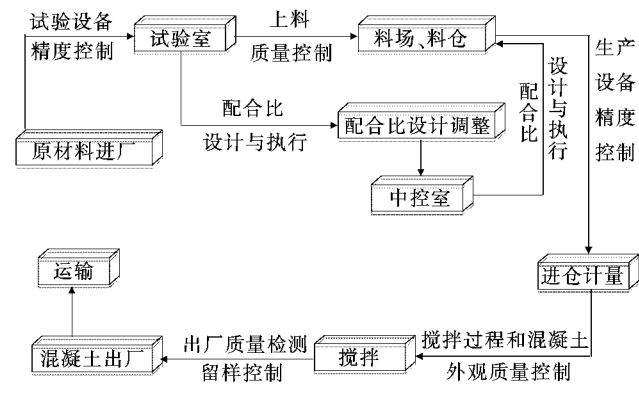 试验设备
精度控制
试验室
上料
质量控制
料场、料仓
生产
设备
精度
控制
原材料进厂
配合比
设计与执行
配合比设计调整
配合比
设计与执行
中控室
进仓计量
运输
混凝土出厂
出厂质量检测
留样控制
搅拌
搅拌过程和混凝土
外观质量控制